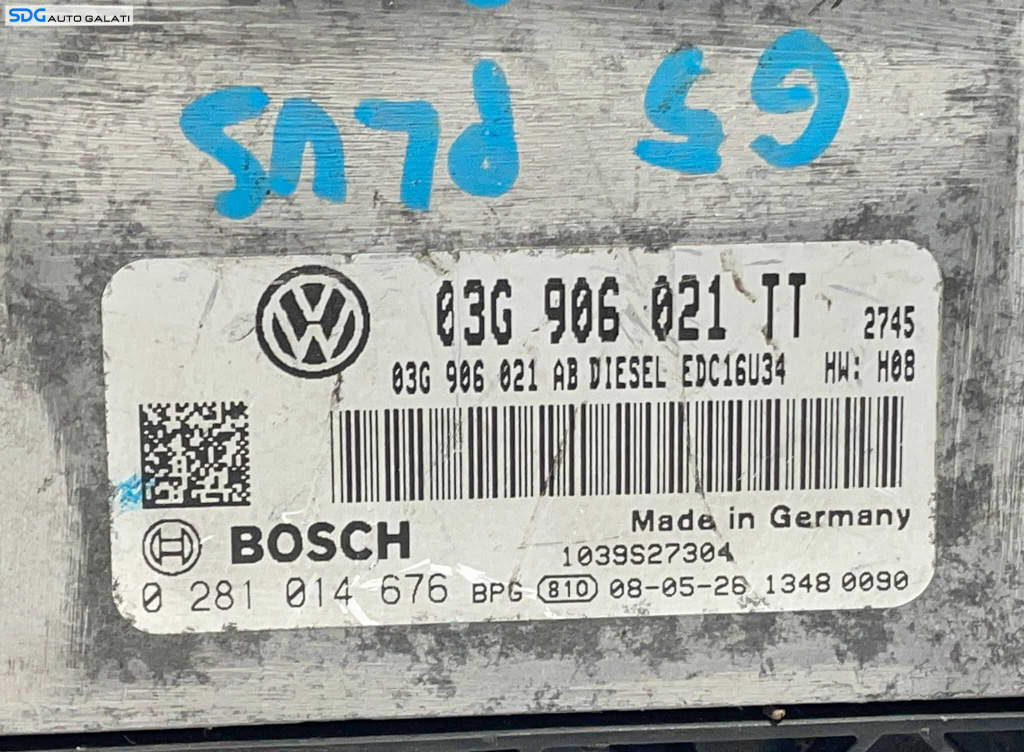 SDG AUTO GALATI
G5 PLUS
03G 906 021 TT 2745
03G 906 021 AB DIESEL EDC16U34 HW: H08
BOSCH
Made in Germany
1039S27304
0 281 014 676 BPG 810 08-05-26 1348 0090